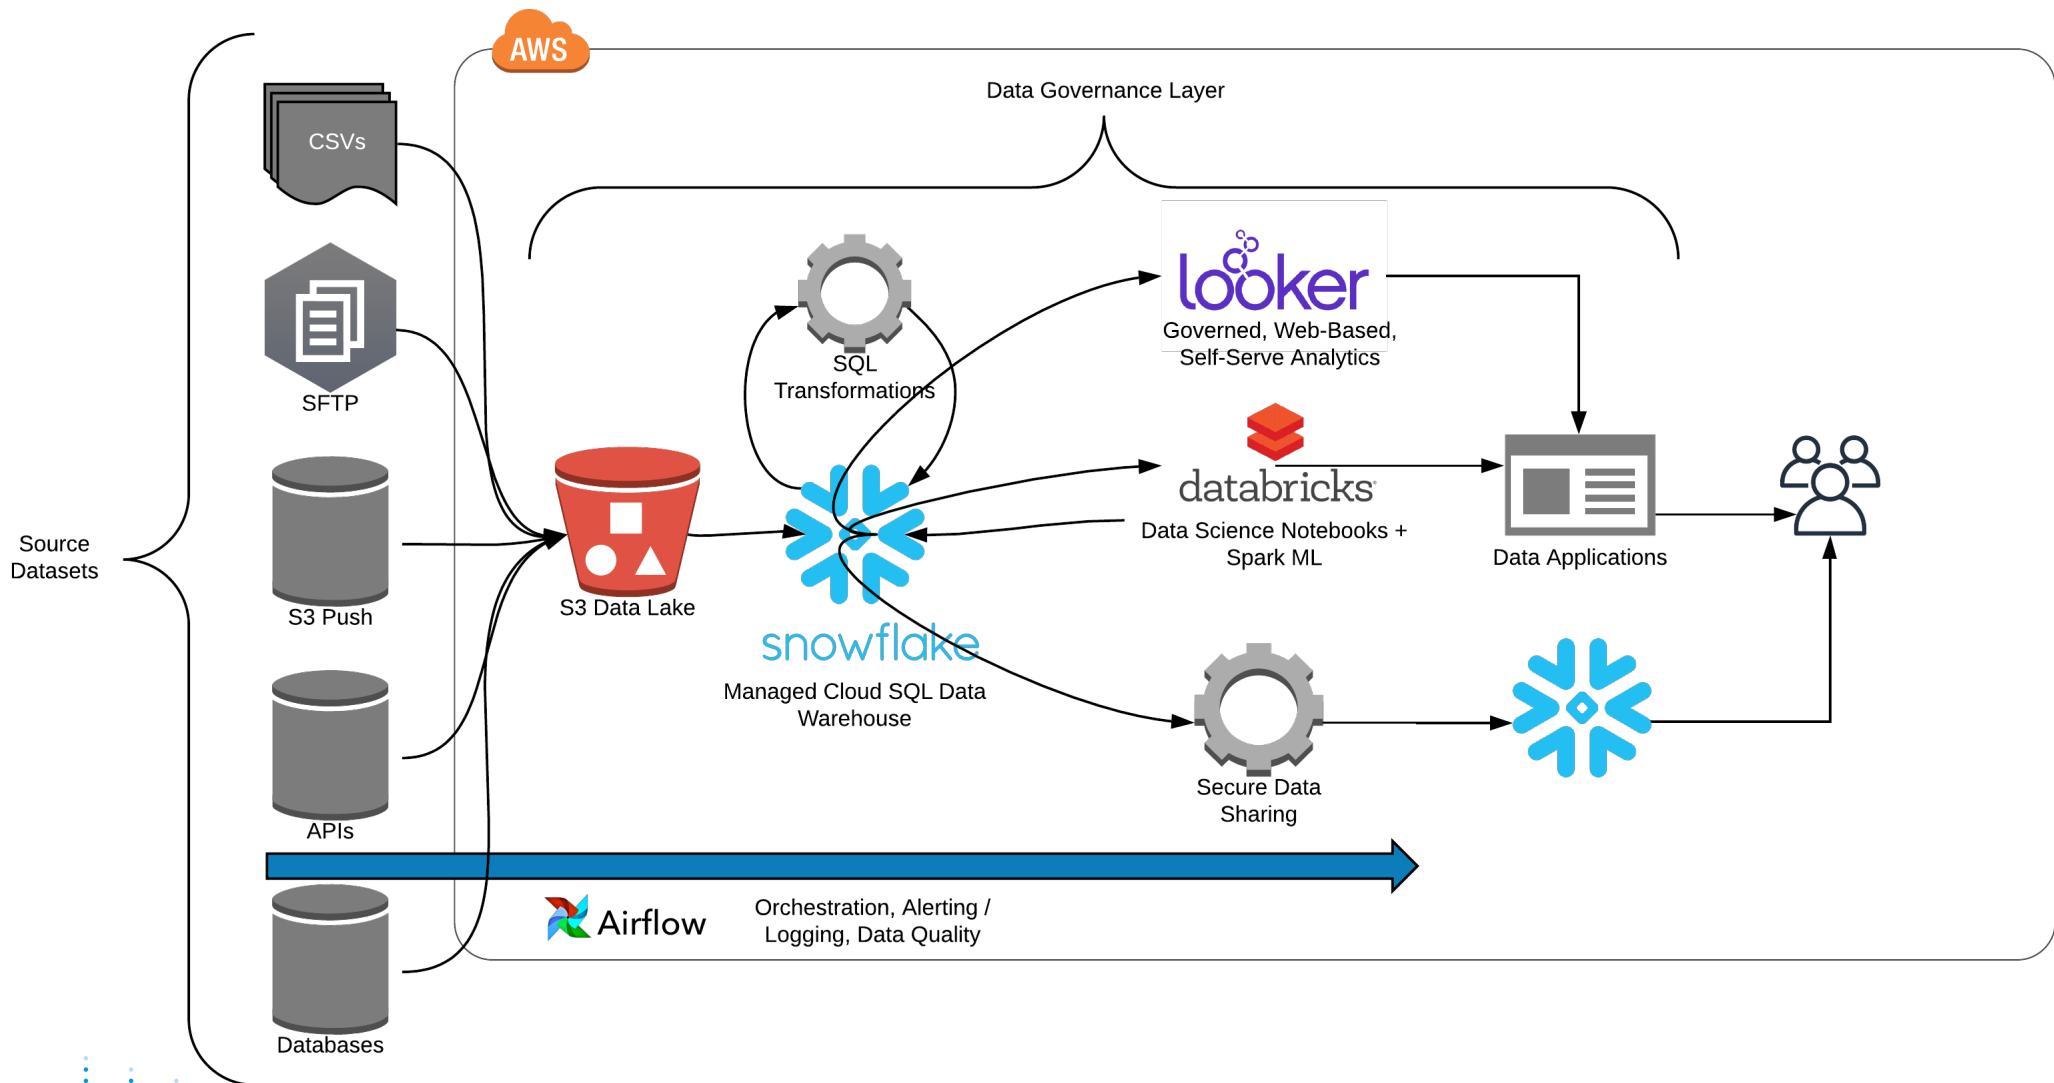 AWS
Data Governance Layer
CSVs
looker
Governed, Web-Based,
Self-Serve Analytics
SQL
Transformations
SFTP
databricks
Data Science Notebooks +
Spark ML
Data Applications
Source
Datasets
S3 Push
S3 Data Lake
snowflake
Managed Cloud SQL Data
Warehouse
Secure Data
Sharing
APIs
Airflow
Orchestration, Alerting /
Logging, Data Quality
Databases